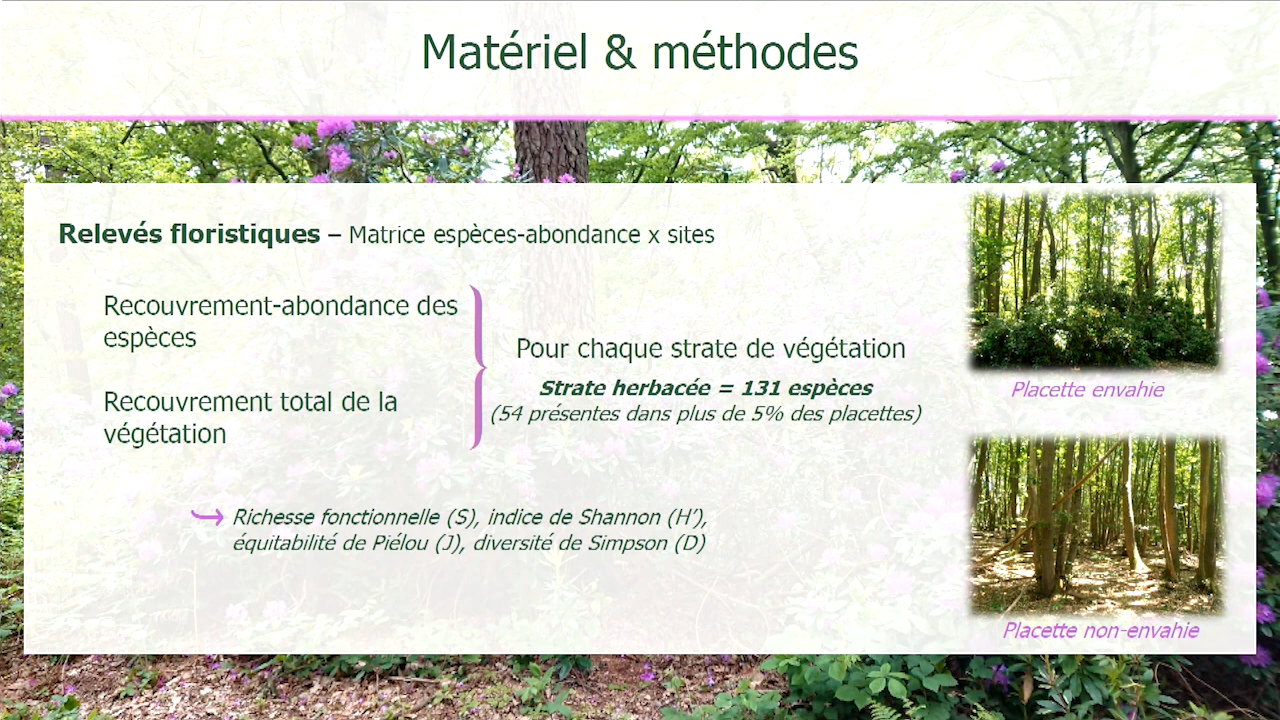 Matériel & méthodes
Relevés floristiques – Matrice espèces-abondance x sites
Recouvrement-abondance des
espèces
Recouvrement total de la
végétation
Pour chaque strate de végétation
Strate herbacée = 131 espèces
(54 présentes dans plus de 5% des placettes)
Richesse fonctionnelle (S), indice de Shannon (H’),
équitabilité de Piélou (J), diversité de Simpson (D)
Placette envahie
Placette non-envahie